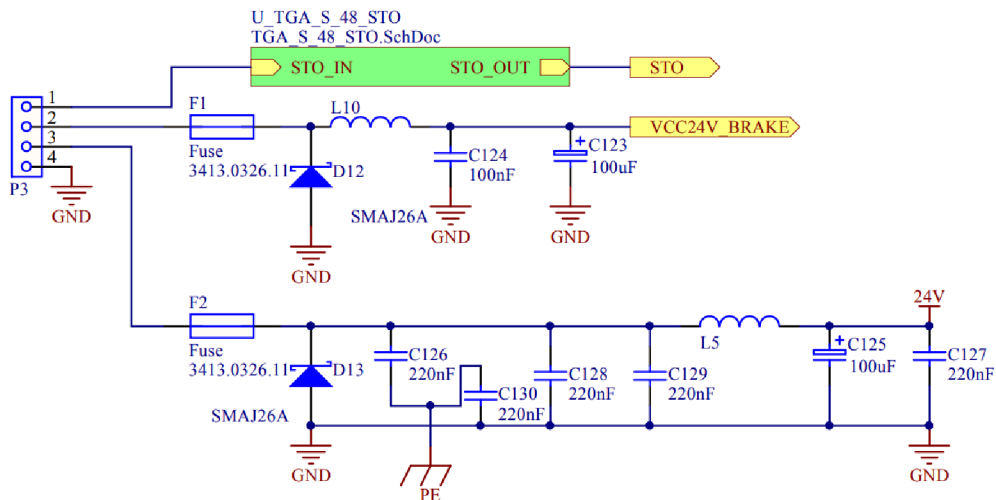 U_TGA_S_48_STO
TGA_S_48_STO.SchDoc
STO_IN
STO_OUT
STO
P3
1
2
3
4
GND
F1
Fuse
3413.0326.11
D12
SMAJ26A
GND
L10
C124
100nF
GND
C123
100uF
GND
VCC24V_BRAKE
F2
Fuse
3413.0326.11
D13
SMAJ26A
GND
C126
220nF
C130
220nF
PE
C128
220nF
C129
220nF
L5
C125
100uF
24V
C127
220nF
GND